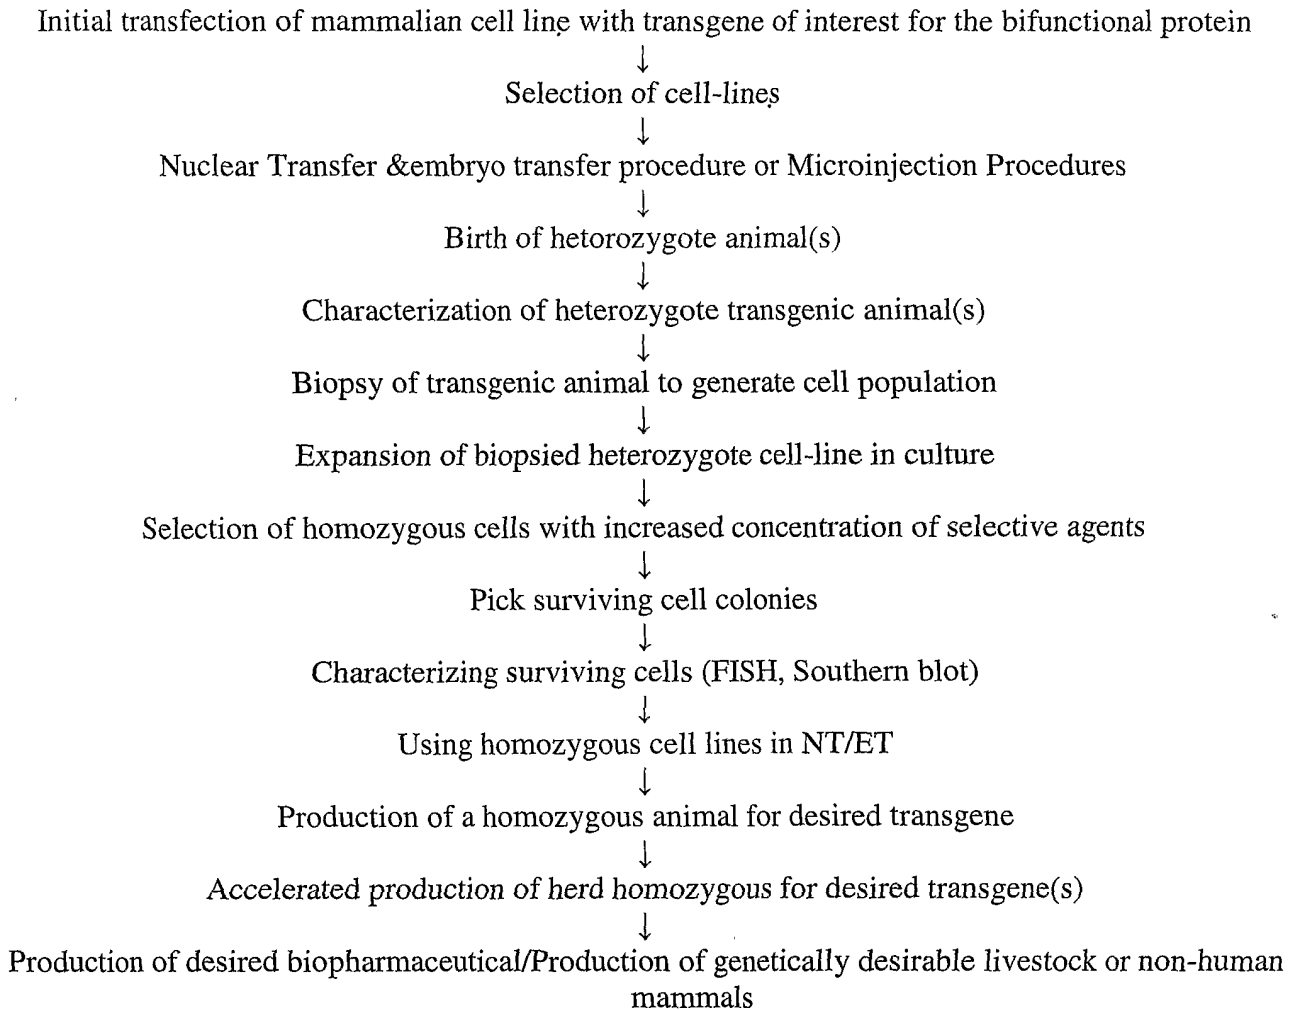 Initial transfection of mammalian cell line with transgene of interest for the bifunctional protein
↓
Selection of cell-lines
↓
Nuclear Transfer &embryo transfer procedure or Microinjection Procedures
↓
Birth of hetorozygote animal(s)
↓
Characterization of heterozygote transgenic animal(s)
↓
Biopsy of transgenic animal to generate cell population
↓
Expansion of biopsied heterozygote cell-line in culture
↓
Selection of homozygous cells with increased concentration of selective agents
↓
Pick surviving cell colonies
↓
Characterizing surviving cells (FISH, Southern blot)
↓
Using homozygous cell lines in NT/ET
↓
Production of a homozygous animal for desired transgene
↓
Accelerated production of herd homozygous for desired transgene(s)
↓
Production of desired biopharmaceutical/Production of genetically desirable livestock or non-human
mammals